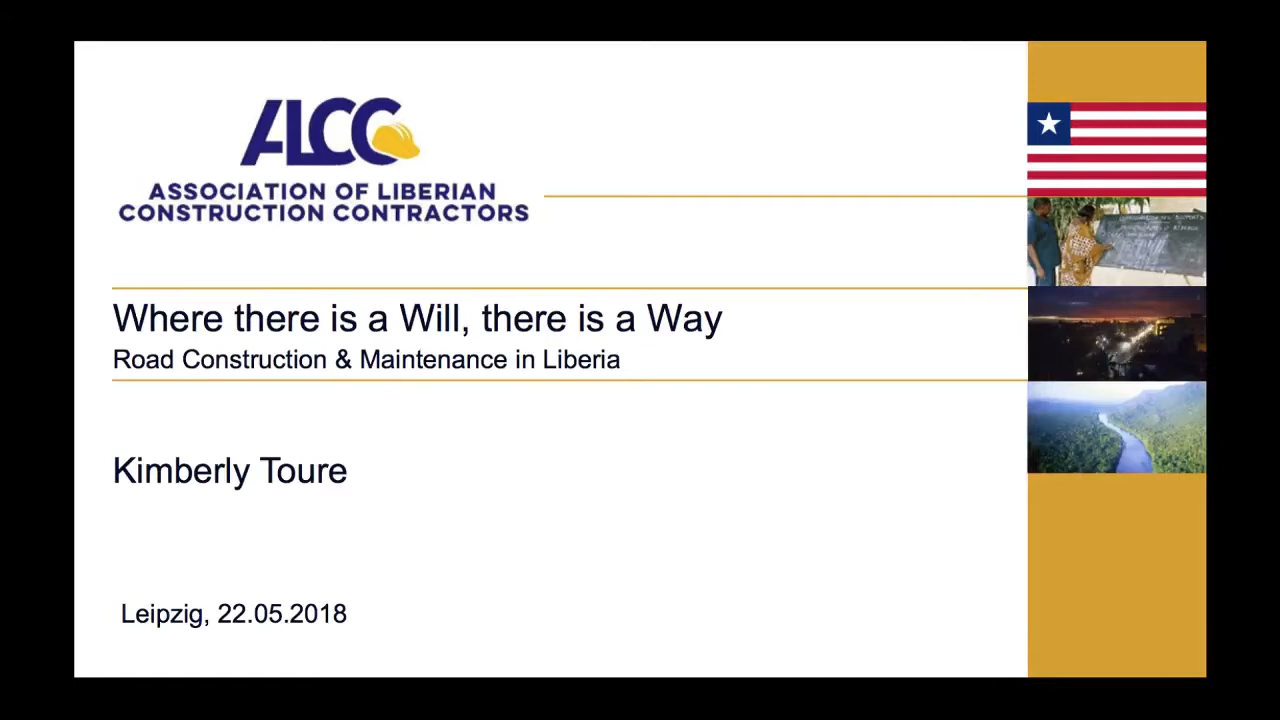 ALCC
ASSOCIATION OF LIBERIAN
CONSTRUCTION CONTRACTORS
Where there is a Will, there is a Way
Road Construction & Maintenance in Liberia
Kimberly Toure
Leipzig, 22.05.2018